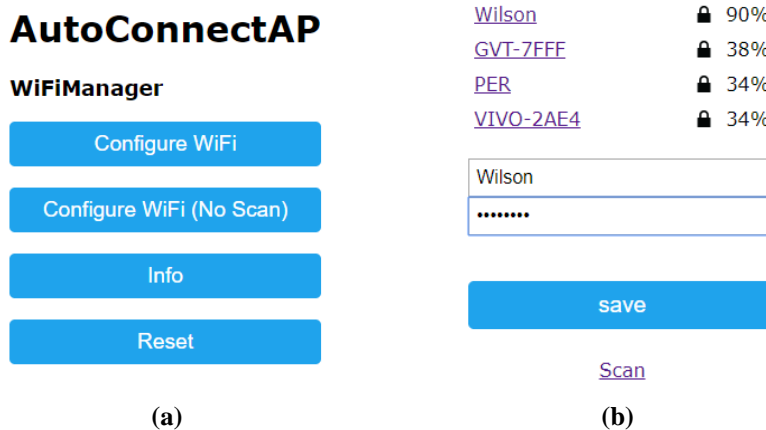 AutoConnectAP
WiFiManager
Configure WiFi
Configure WiFi (No Scan)
Info
Reset
(a)
Wilson 90%
GVT-7FFF 38%
PER 34%
VIVO-2AE4 34%
Wilson
••••••••
save
Scan
(b)